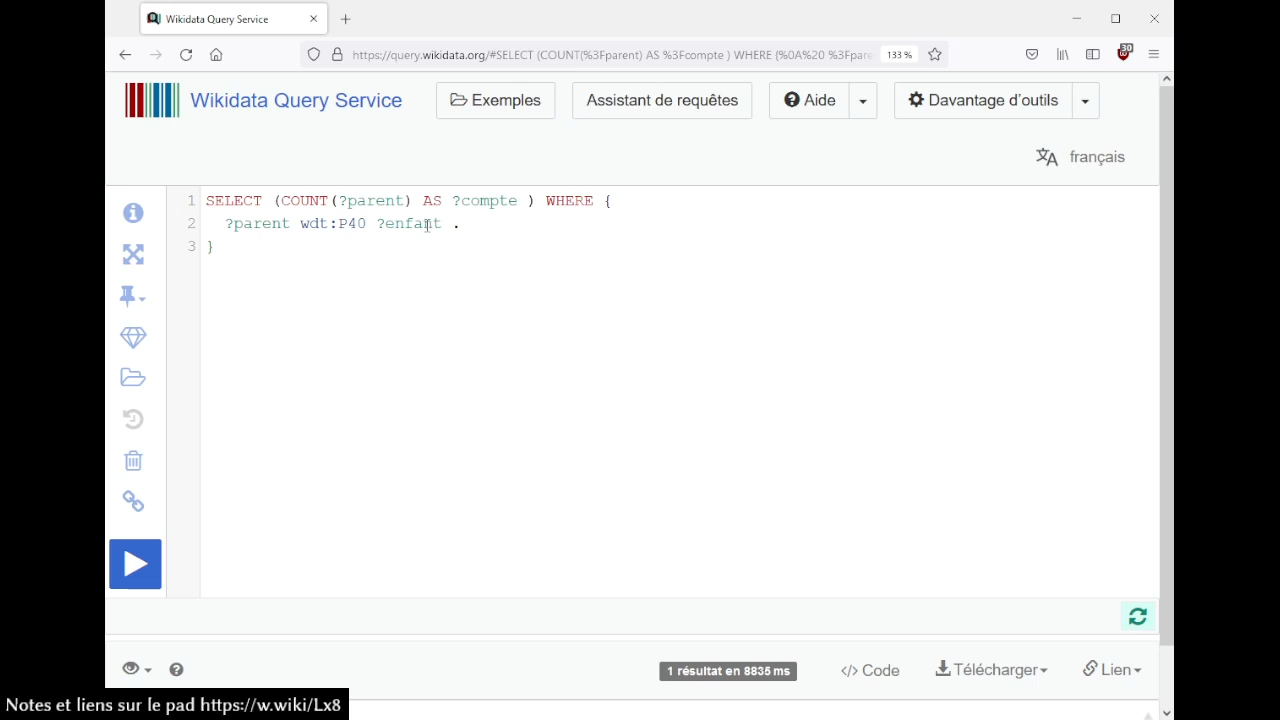 Wikidata Query Service
https://query.wikidata.org/#SELECT (COUNT(%3Fparent) AS %3Fcompte ) WHERE {%0A%20 %3Fpare
133 %
30
Wikidata Query Service
Exemples
Assistant de requêtes
Aide
Davantage d'outils
français
1 SELECT (COUNT(?parent) AS ?compte ) WHERE {
2 ?parent wdt:P40 ?enfant .
3 }
1 résultat en 8835 ms
</> Code
Télécharger
Lien
Notes et liens sur le pad https://w.wiki/Lx8